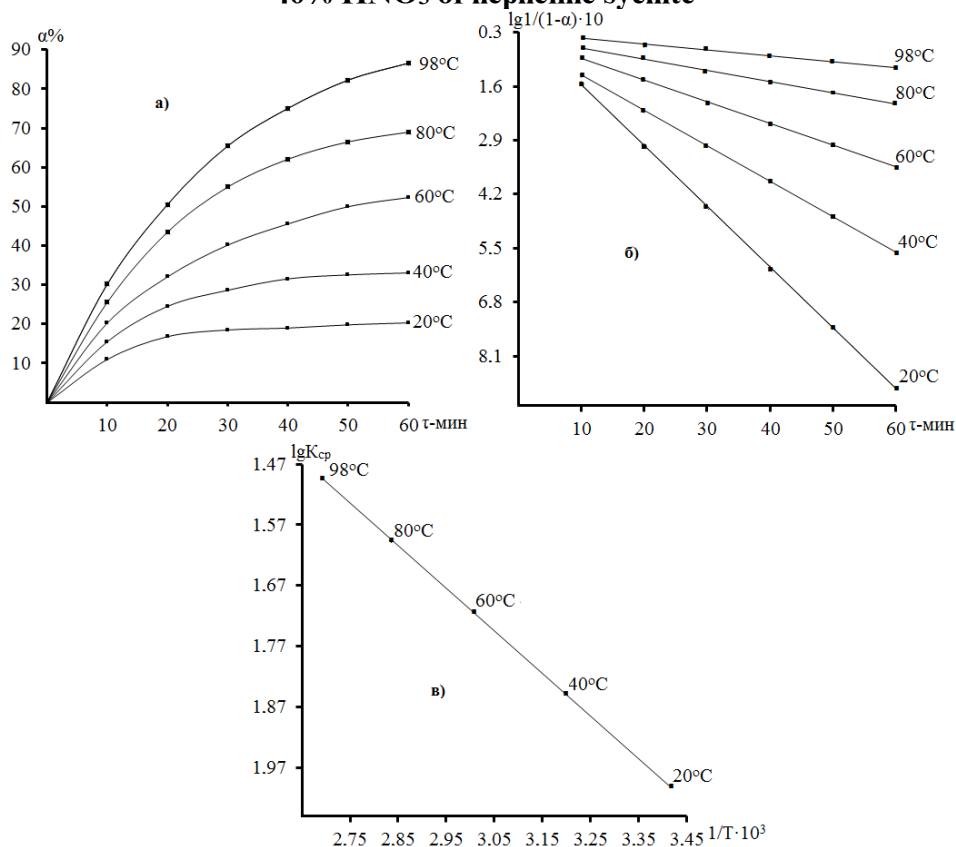 40% HNO3 of nepheline syenite
α%
90
80
70
60
50
40
30
20
10
а)
98°C
80°C
60°C
40°C
20°C
10 20 30 40 50 60 τ-мин
lg1/(1-α)·10
0.3
1.6
2.9
4.2
5.5
6.8
8.1
б)
98°C
80°C
60°C
40°C
20°C
10 20 30 40 50 60 τ-мин
lgKср
1.47
1.57
1.67
1.77
1.87
1.97
98°C
80°C
60°C
40°C
20°C
в)
2.75 2.85 2.95 3.05 3.15 3.25 3.35 3.45 1/T·10³